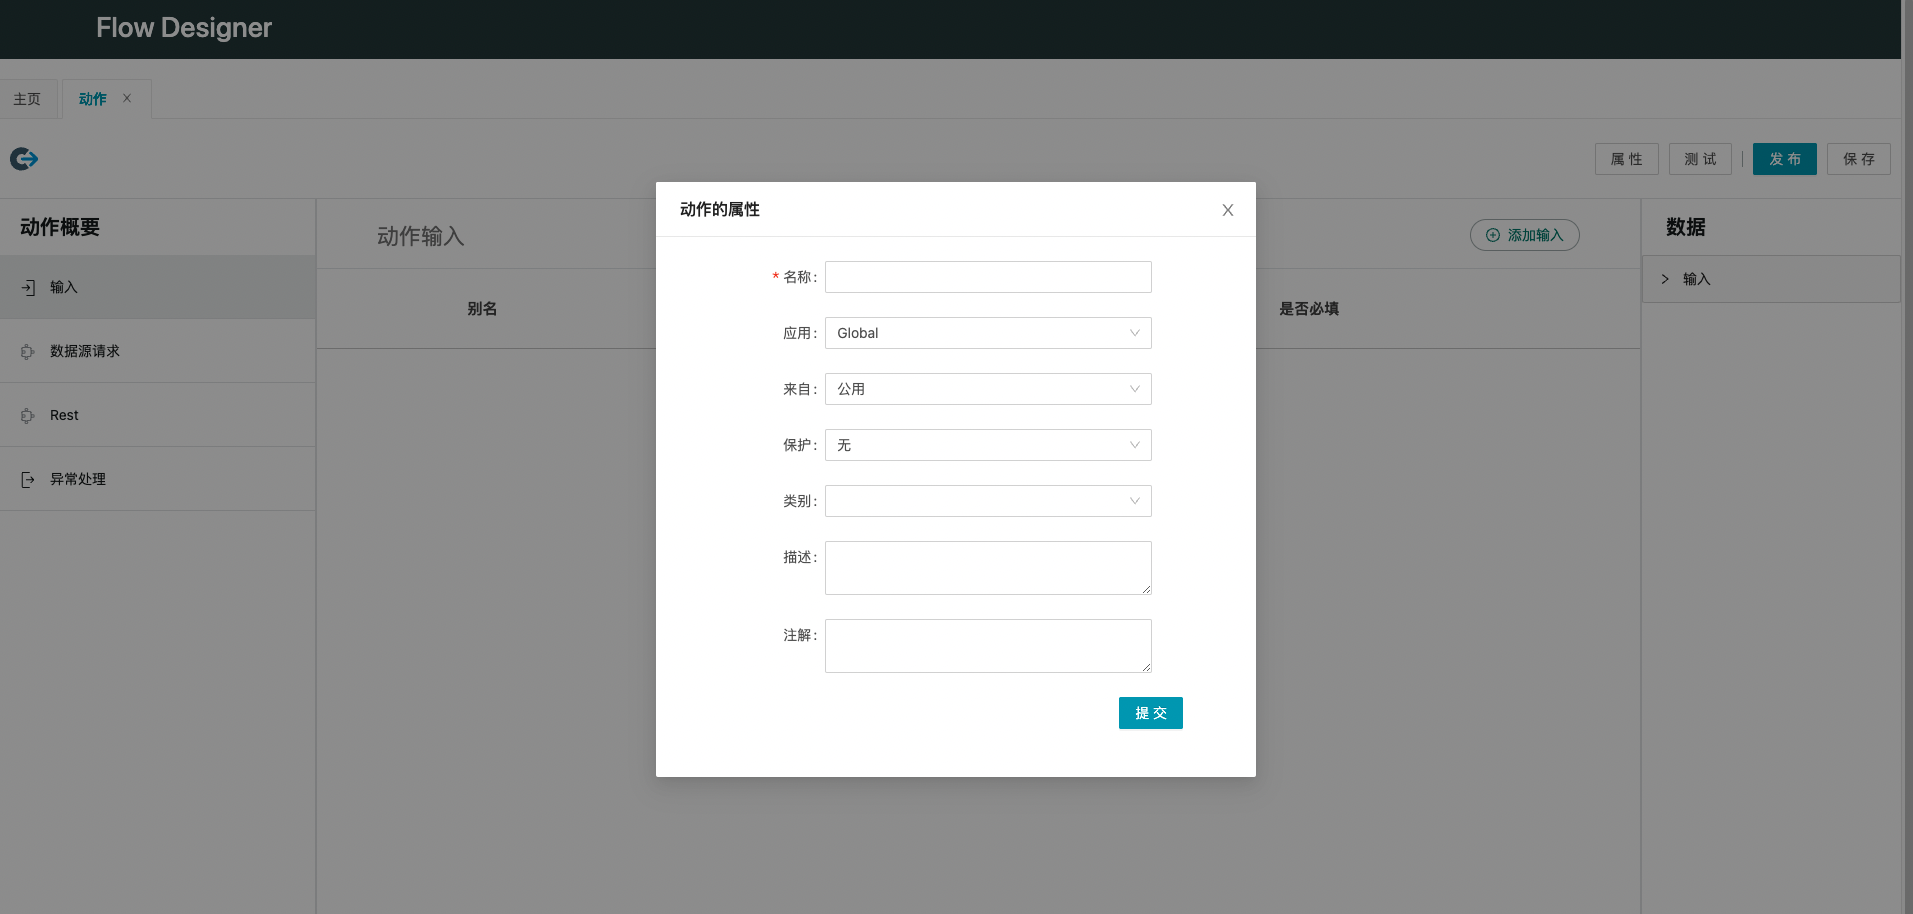 Flow Designer
主页
动作
属 性
测 试
发 布
保 存
动作概要
输入
数据源请求
Rest
异常处理
动作输入
添加输入
别名
是否必填
数据
输入
动作的属性
* 名称:
应用: Global
来自: 公用
保护: 无
类别:
描述:
注解:
提 交